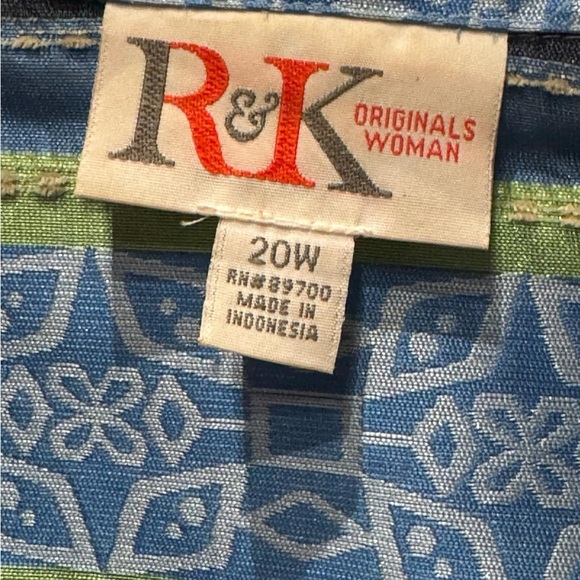 R&K
ORIGINALS
WOMAN
20W
RN#89700
MADE IN
INDONESIA